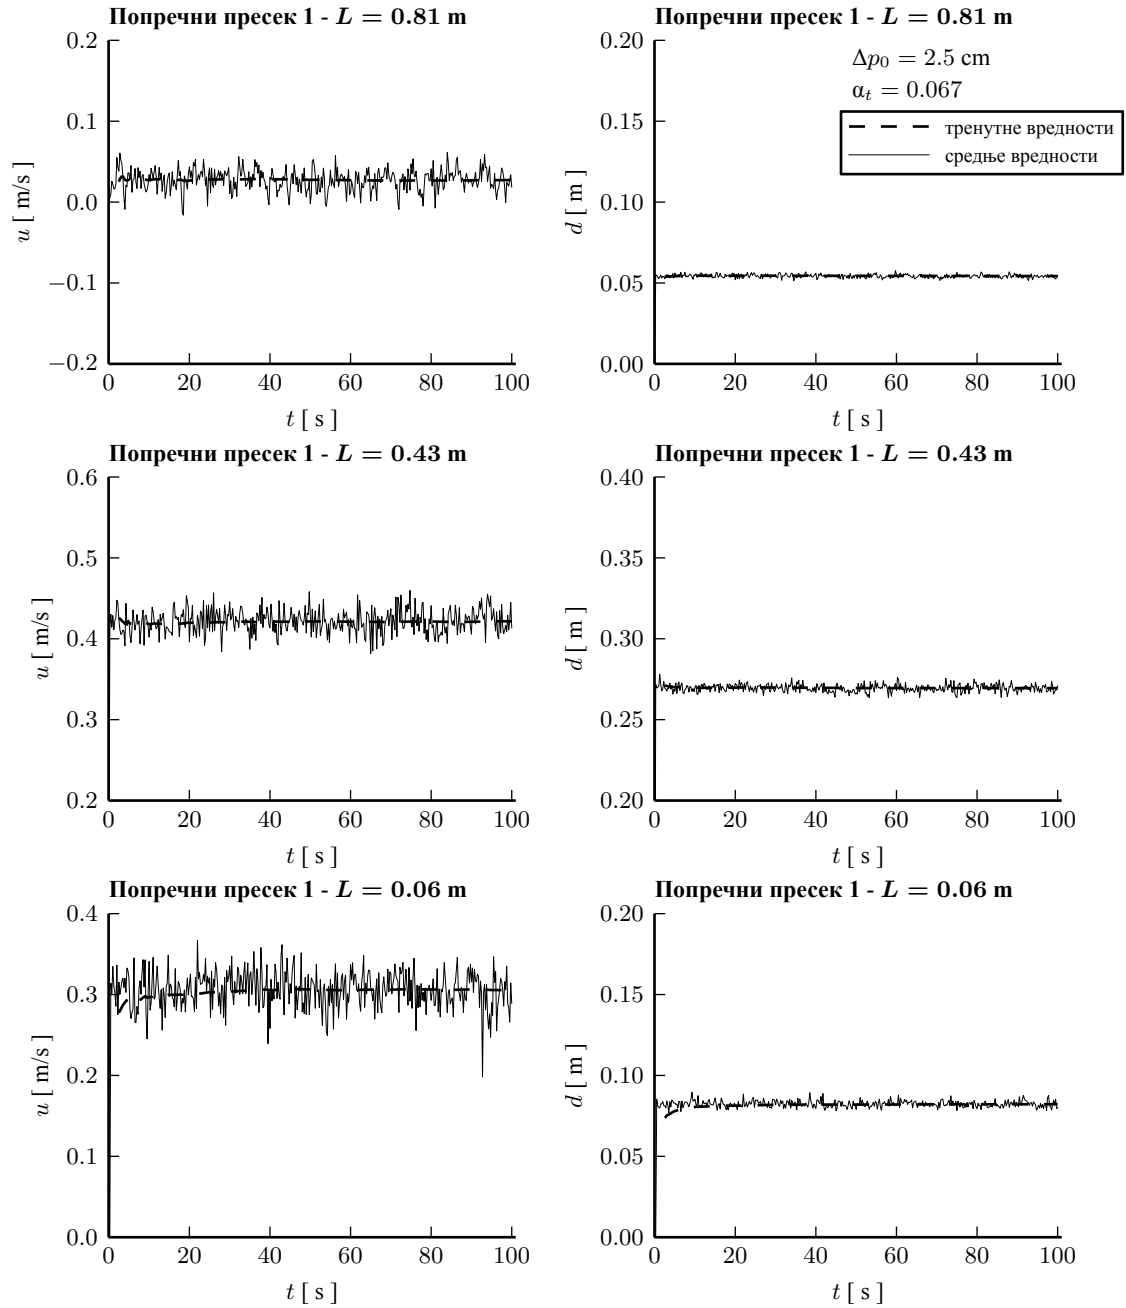 Попречни пресек 1 - L = 0.81 m
0.2
0.1
0.0
−0.1
−0.2
u [ m/s ]
0 20 40 60 80 100
t [ s ]
Попречни пресек 1 - L = 0.81 m
Δp0 = 2.5 cm
αt = 0.067
тренутне вредности
средње вредности
0.20
0.15
0.10
0.05
0.00
d [ m ]
0 20 40 60 80 100
t [ s ]
Попречни пресек 1 - L = 0.43 m
0.6
0.5
0.4
0.3
0.2
u [ m/s ]
0 20 40 60 80 100
t [ s ]
Попречни пресек 1 - L = 0.43 m
0.40
0.35
0.30
0.25
0.20
d [ m ]
0 20 40 60 80 100
t [ s ]
Попречни пресек 1 - L = 0.06 m
0.4
0.3
0.2
0.1
0.0
u [ m/s ]
0 20 40 60 80 100
t [ s ]
Попречни пресек 1 - L = 0.06 m
0.20
0.15
0.10
0.05
0.00
d [ m ]
0 20 40 60 80 100
t [ s ]